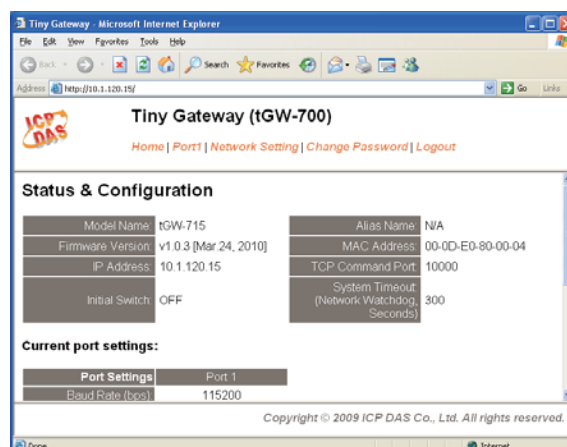 Tiny Gateway - Microsoft Internet Explorer
File Edit View Favorites Tools Help
Back Search Favorites
Address http://10.1.120.15/ Go Links
ICP DAS
Tiny Gateway (tGW-700)
Home | Port1 | Network Setting | Change Password | Logout
Status & Configuration
Model Name: tGW-715 Alias Name: N/A
Firmware Version: v1.0.3 [Mar.24, 2010] MAC Address: 00-0D-E0-80-00-04
IP Address: 10.1.120.15 TCP Command Port: 10000
Initial Switch: OFF System Timeout (Network Watchdog, Seconds) 300
Current port settings:
Port Settings Port 1
Baud Rate (bps): 115200
Copyright © 2009 ICP DAS Co., Ltd. All rights reserved.
Done Internet